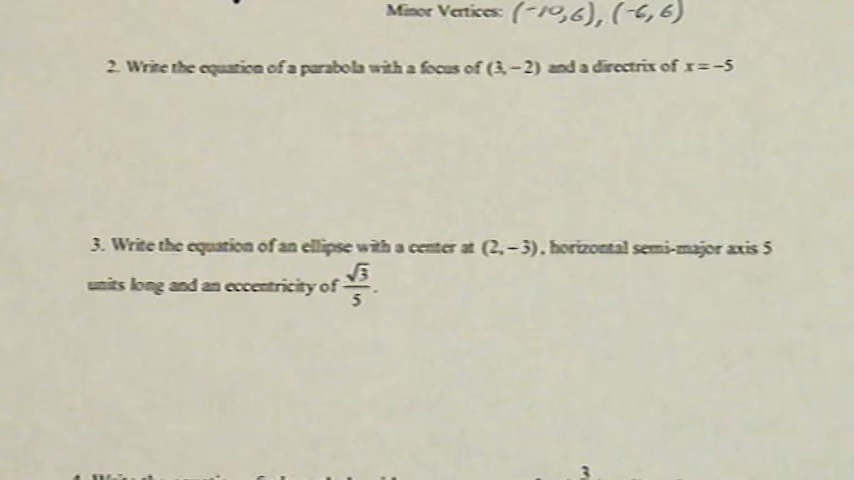 Minor Vertices: (-10,6), (-6,6)
2. Write the equation of a parabola with a focus of (3, −2) and a directrix of x = −5
3. Write the equation of an ellipse with a center at (2, −3), horizontal semi-major axis 5
units long and an eccentricity of √3/5.
3